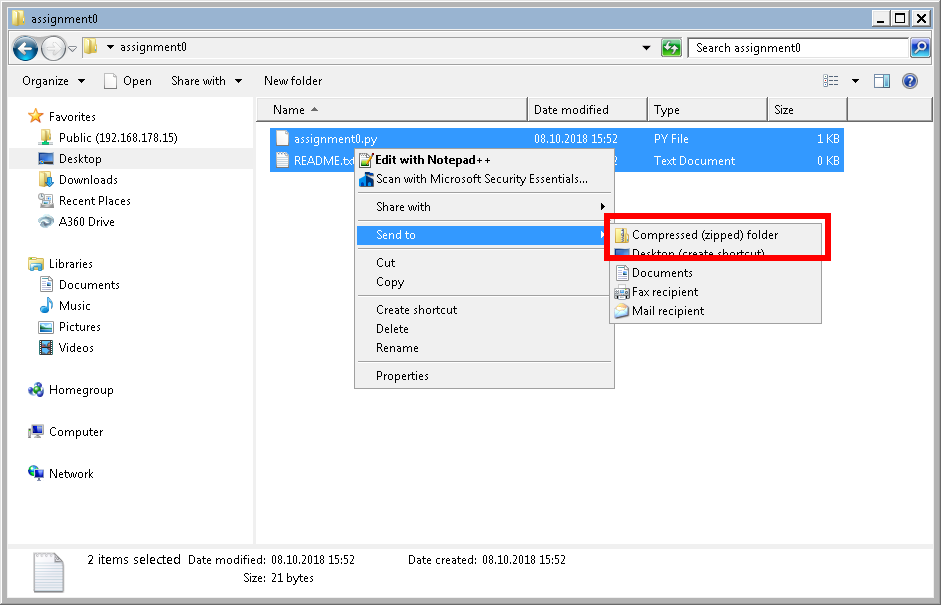 assignment0
assignment0
Search assignment0
Organize
Open
Share with
New folder
Favorites
Public (192.168.178.15)
Desktop
Downloads
Recent Places
A360 Drive
Libraries
Documents
Music
Pictures
Videos
Homegroup
Computer
Network
Name Date modified Type Size
assignment0.py 08.10.2018 15:52 PY File 1 KB
README.txt 2 Text Document 0 KB
Edit with Notepad++
Scan with Microsoft Security Essentials...
Share with
Send to
Cut
Copy
Create shortcut
Delete
Rename
Properties
Compressed (zipped) folder
Desktop (create shortcut)
Documents
Fax recipient
Mail recipient
2 items selected Date modified: 08.10.2018 15:52 Date created: 08.10.2018 15:52
Size: 21 bytes